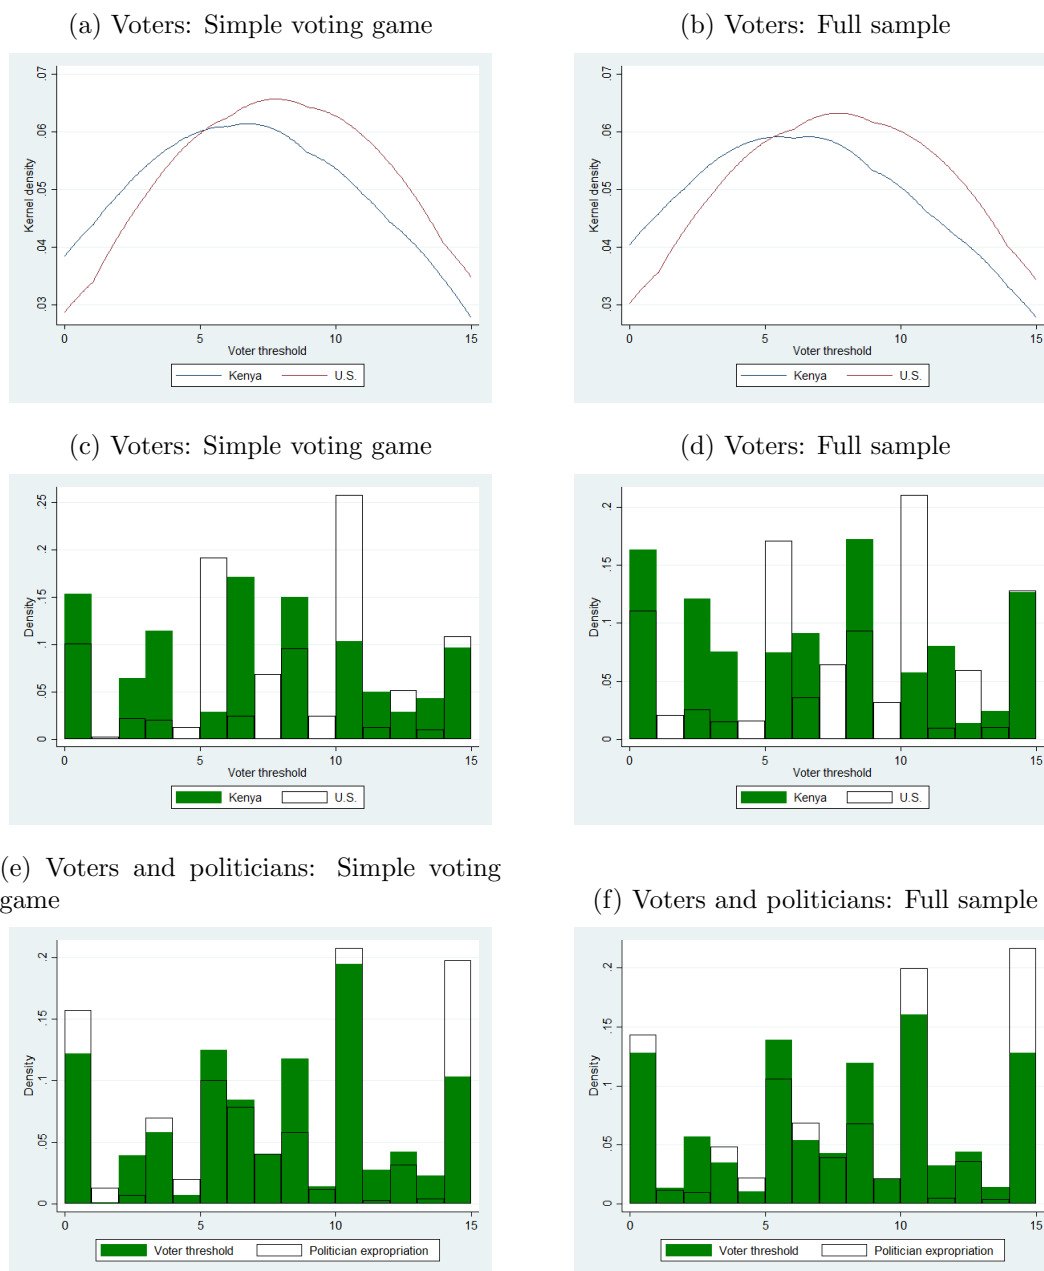 (a) Voters: Simple voting game
.07
.06
.05
.04
.03
Kernel density
0 5 10 15
Voter threshold
Kenya U.S.
(b) Voters: Full sample
.07
.06
.05
.04
.03
Kernel density
0 5 10 15
Voter threshold
Kenya U.S.
(c) Voters: Simple voting game
.25
.2
.15
.1
.05
0
Density
0 5 10 15
Voter threshold
Kenya U.S.
(d) Voters: Full sample
.2
.15
.1
.05
0
Density
0 5 10 15
Voter threshold
Kenya U.S.
(e) Voters and politicians: Simple voting
game
.2
.15
.1
.05
0
Density
0 5 10 15
Voter threshold Politician expropriation
(f) Voters and politicians: Full sample
.2
.15
.1
.05
0
Density
0 5 10 15
Voter threshold Politician expropriation